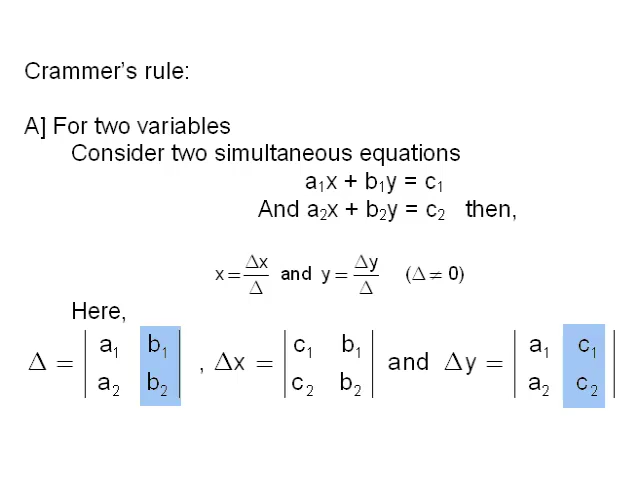 Crammer's rule:
A] For two variables
Consider two simultaneous equations
a₁x + b₁y = c₁
And a₂x + b₂y = c₂ then,
x = Δx/Δ and y = Δy/Δ (Δ ≠ 0)
Here,
Δ = | a₁ b₁ | , Δx = | c₁ b₁ | and Δy = | a₁ c₁ |
| a₂ b₂ | | c₂ b₂ | | a₂ c₂ |